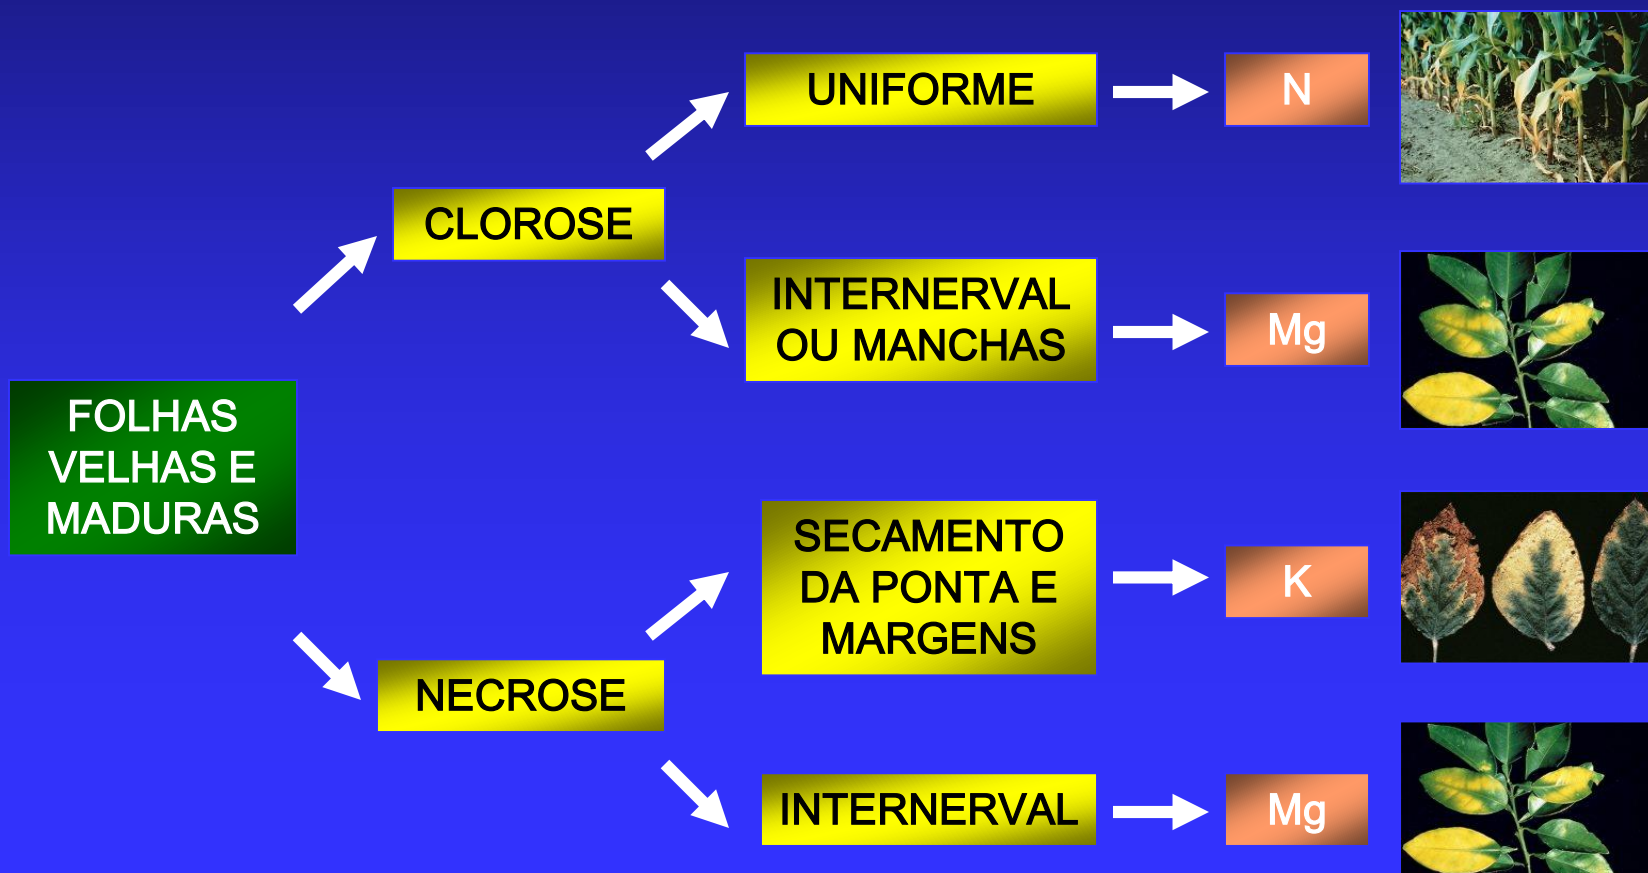 UNIFORME
N
CLOROSE
INTERNERVAL
OU MANCHAS
Mg
FOLHAS
VELHAS E
MADURAS
SECAMENTO
DA PONTA E
MARGENS
K
NECROSE
INTERNERVAL
Mg